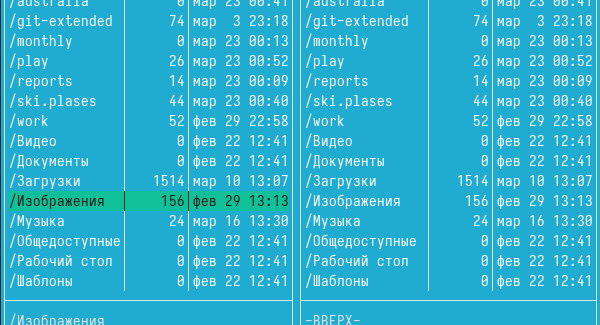 /australia 0 мар 23 00:41 /australia 0 мар 23 00:41
/git-extended 74 мар 3 23:18 /git-extended 74 мар 3 23:18
/monthly 0 мар 23 00:13 /monthly 0 мар 23 00:13
/play 26 мар 23 00:52 /play 26 мар 23 00:52
/reports 14 мар 23 00:09 /reports 14 мар 23 00:09
/ski.plases 44 мар 23 00:40 /ski.plases 44 мар 23 00:40
/work 52 фев 29 22:58 /work 52 фев 29 22:58
/Видео 0 фев 22 12:41 /Видео 0 фев 22 12:41
/Документы 0 фев 22 12:41 /Документы 0 фев 22 12:41
/Загрузки 1514 мар 10 13:07 /Загрузки 1514 мар 10 13:07
/Изображения 156 фев 29 13:13 /Изображения 156 фев 29 13:13
/Музыка 24 мар 16 13:30 /Музыка 24 мар 16 13:30
/Общедоступные 0 фев 22 12:41 /Общедоступные 0 фев 22 12:41
/Рабочий стол 0 фев 22 12:41 /Рабочий стол 0 фев 22 12:41
/Шаблоны 0 фев 22 12:41 /Шаблоны 0 фев 22 12:41
/Изображения -ВВЕРХ-